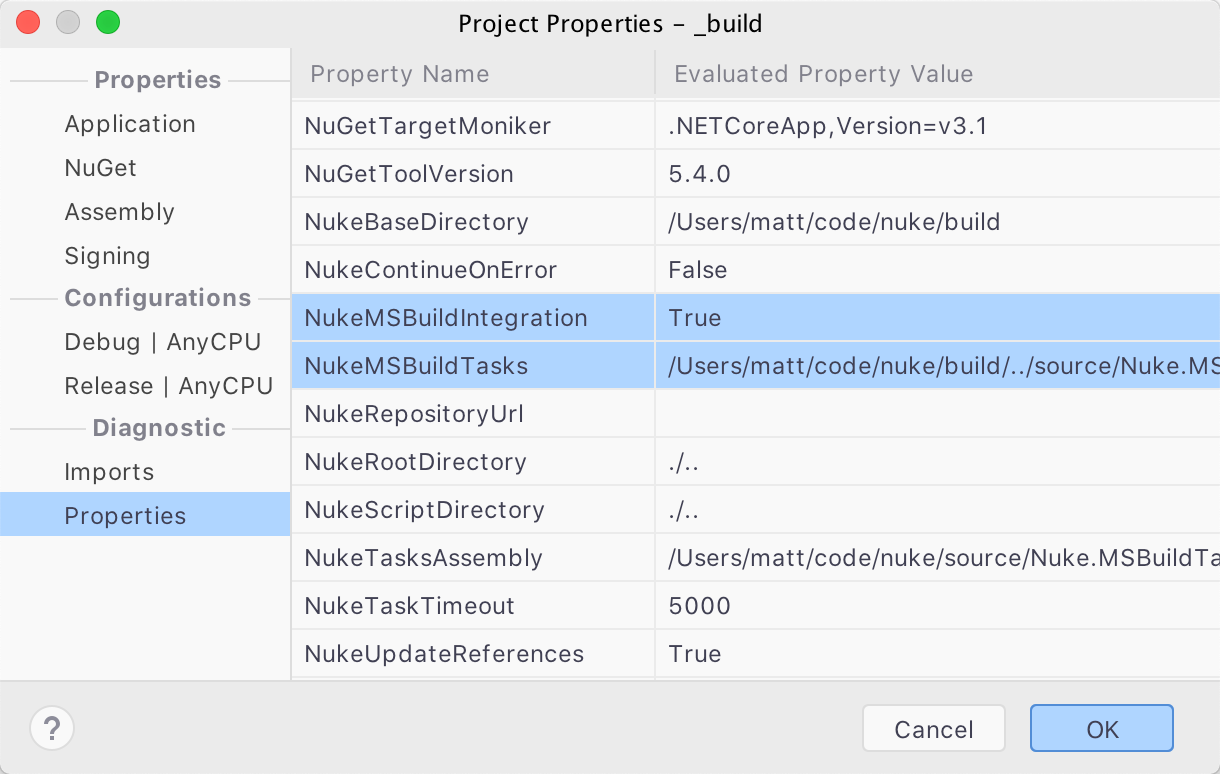 Project Properties – _build
Properties
Application
NuGet
Assembly
Signing
Configurations
Debug | AnyCPU
Release | AnyCPU
Diagnostic
Imports
Properties
Property Name Evaluated Property Value
NuGetTargetMoniker .NETCoreApp,Version=v3.1
NuGetToolVersion 5.4.0
NukeBaseDirectory /Users/matt/code/nuke/build
NukeContinueOnError False
NukeMSBuildIntegration True
NukeMSBuildTasks /Users/matt/code/nuke/build/../source/Nuke.MS
NukeRepositoryUrl
NukeRootDirectory ./..
NukeScriptDirectory ./..
NukeTasksAssembly /Users/matt/code/nuke/source/Nuke.MSBuildTa
NukeTaskTimeout 5000
NukeUpdateReferences True
? Cancel OK